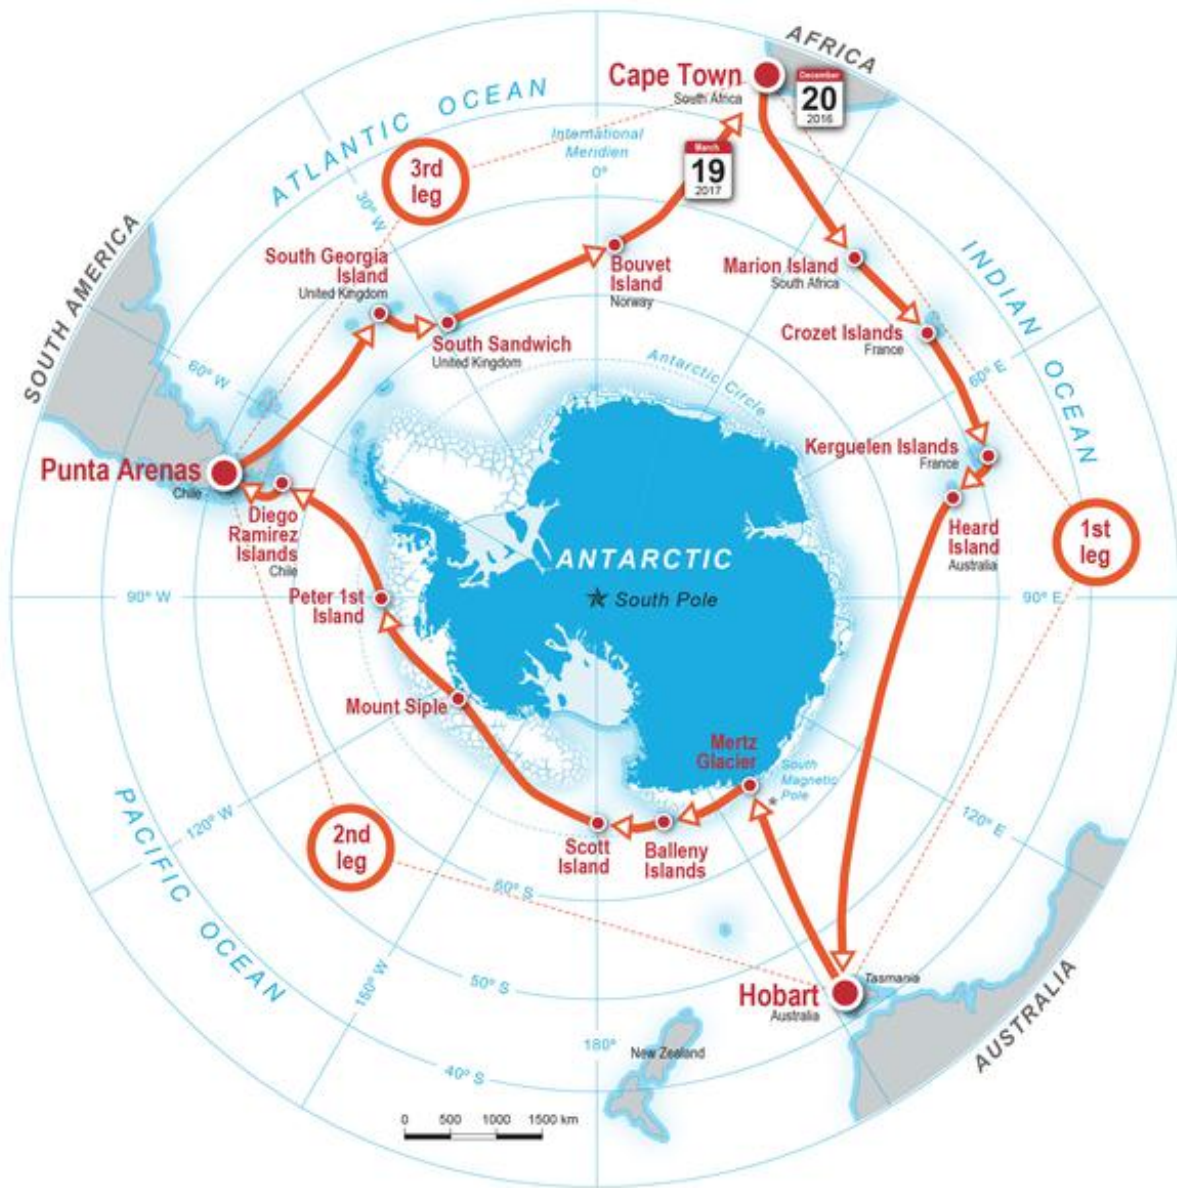 AFRICA
Cape Town
South Africa
December
20
2016
ATLANTIC OCEAN
International
Meridien
0°
March
19
2017
3rd
leg
30° W
SOUTH AMERICA
South Georgia
Island
United Kingdom
Bouvet
Island
Norway
Marion Island
South Africa
INDIAN OCEAN
South Sandwich
United Kingdom
Crozet Islands
France
60° W
Antarctic Circle
60° E
Kerguelen Islands
France
Punta Arenas
Chile
Diego
Ramirez
Islands
Chile
Heard
Island
Australia
1st
leg
ANTARCTIC
South Pole
90° W
Peter 1st
Island
90° E
Mount Siple
Mertz
Glacier
South
Magnetic
Pole
PACIFIC OCEAN
120° W
2nd
leg
Scott
Island
Balleny
Islands
120° E
60° S
150° W
50° S
Hobart
Australia
Tasmania
AUSTRALIA
180°
New Zealand
40° S
0 500 1000 1500 km